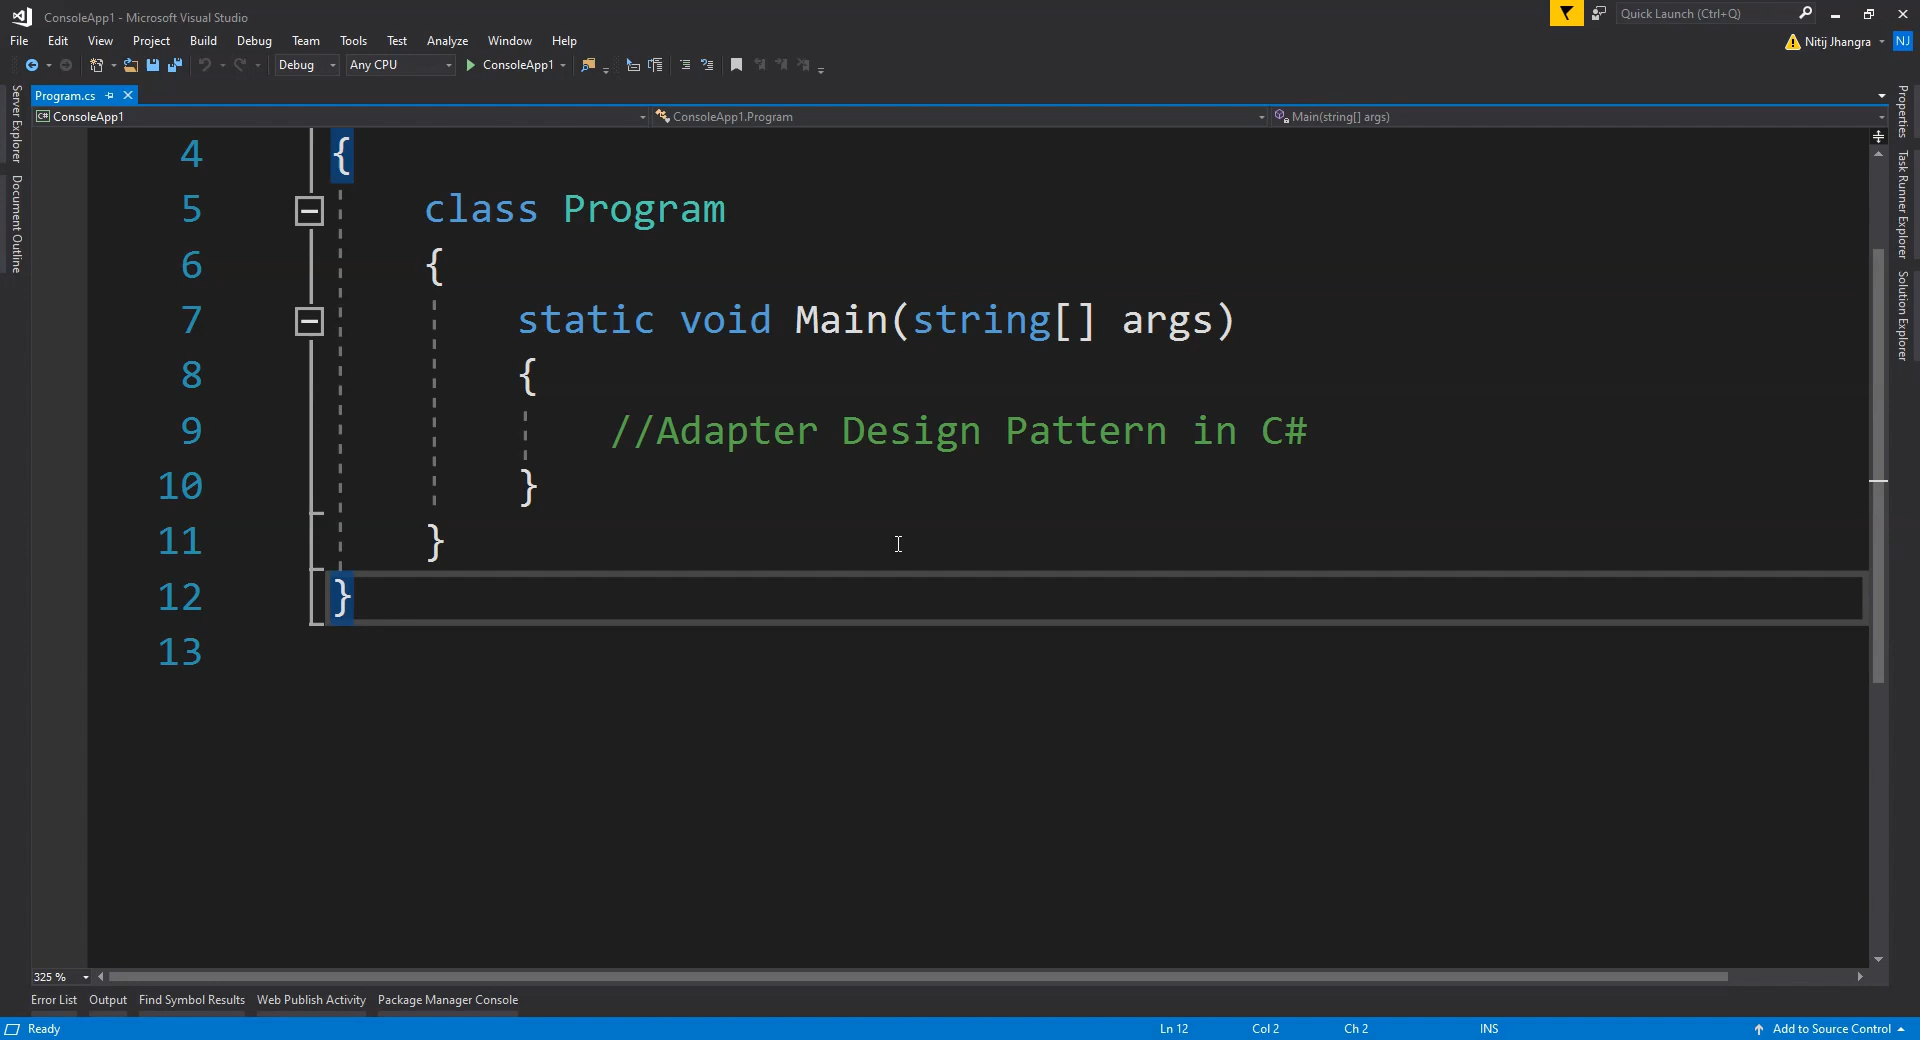 ConsoleApp1 - Microsoft Visual Studio
Quick Launch (Ctrl+Q)
File Edit View Project Build Debug Team Tools Test Analyze Window Help
Nitij Jhangra NJ
Debug Any CPU ConsoleApp1
Program.cs
C# ConsoleApp1 ConsoleApp1.Program Main(string[] args)
Server Explorer
Document Outline
Properties
Task Runner Explorer
Solution Explorer
4 {
5 class Program
6 {
7 static void Main(string[] args)
8 {
9 //Adapter Design Pattern in C#
10 }
11 }
12 }
13
325 %
Error List Output Find Symbol Results Web Publish Activity Package Manager Console
Ready Ln 12 Col 2 Ch 2 INS Add to Source Control